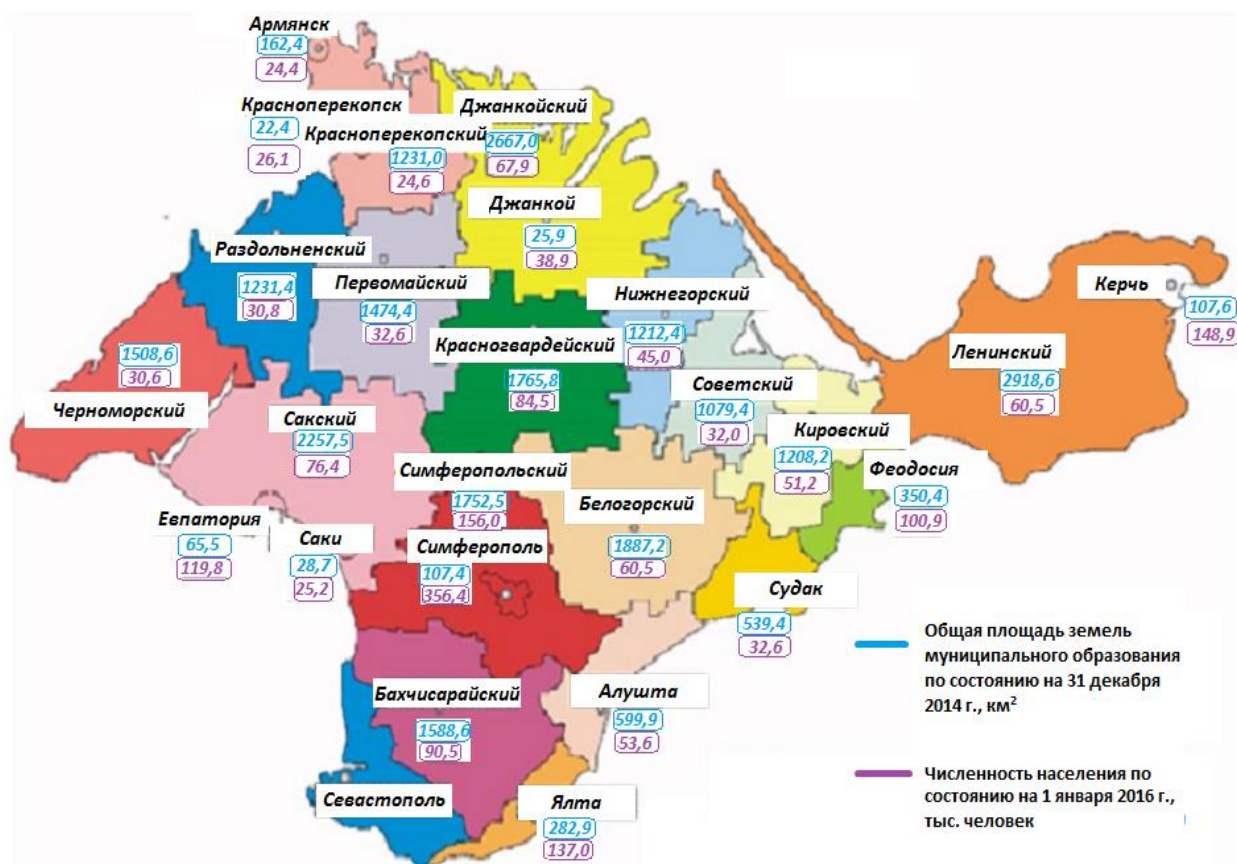 Армянск
162,4
24,4
Красноперекопск
22,4
26,1
Красноперекопский
1231,0
24,6
Джанкойский
2667,0
67,9
Джанкой
25,9
38,9
Раздольненский
1231,4
30,8
Первомайский
1474,4
32,6
Нижнегорский
1212,4
45,0
Керчь
107,6
148,9
Красногвардейский
1765,8
84,5
Ленинский
2918,6
60,5
1508,6
30,6
Черноморский
Советский
1079,4
32,0
Сакский
2257,5
76,4
Кировский
1208,2
51,2
Симферопольский
1752,5
156,0
Феодосия
350,4
100,9
Белогорский
1887,2
60,5
Евпатория
65,5
119,8
Саки
28,7
25,2
Симферополь
107,4
356,4
Судак
539,4
32,6
Бахчисарайский
1588,6
90,5
Алушта
599,9
53,6
Севастополь
Ялта
282,9
137,0
Общая площадь земель
муниципального образования
по состоянию на 31 декабря
2014 г., км²
Численность населения по
состоянию на 1 января 2016 г.,
тыс. человек